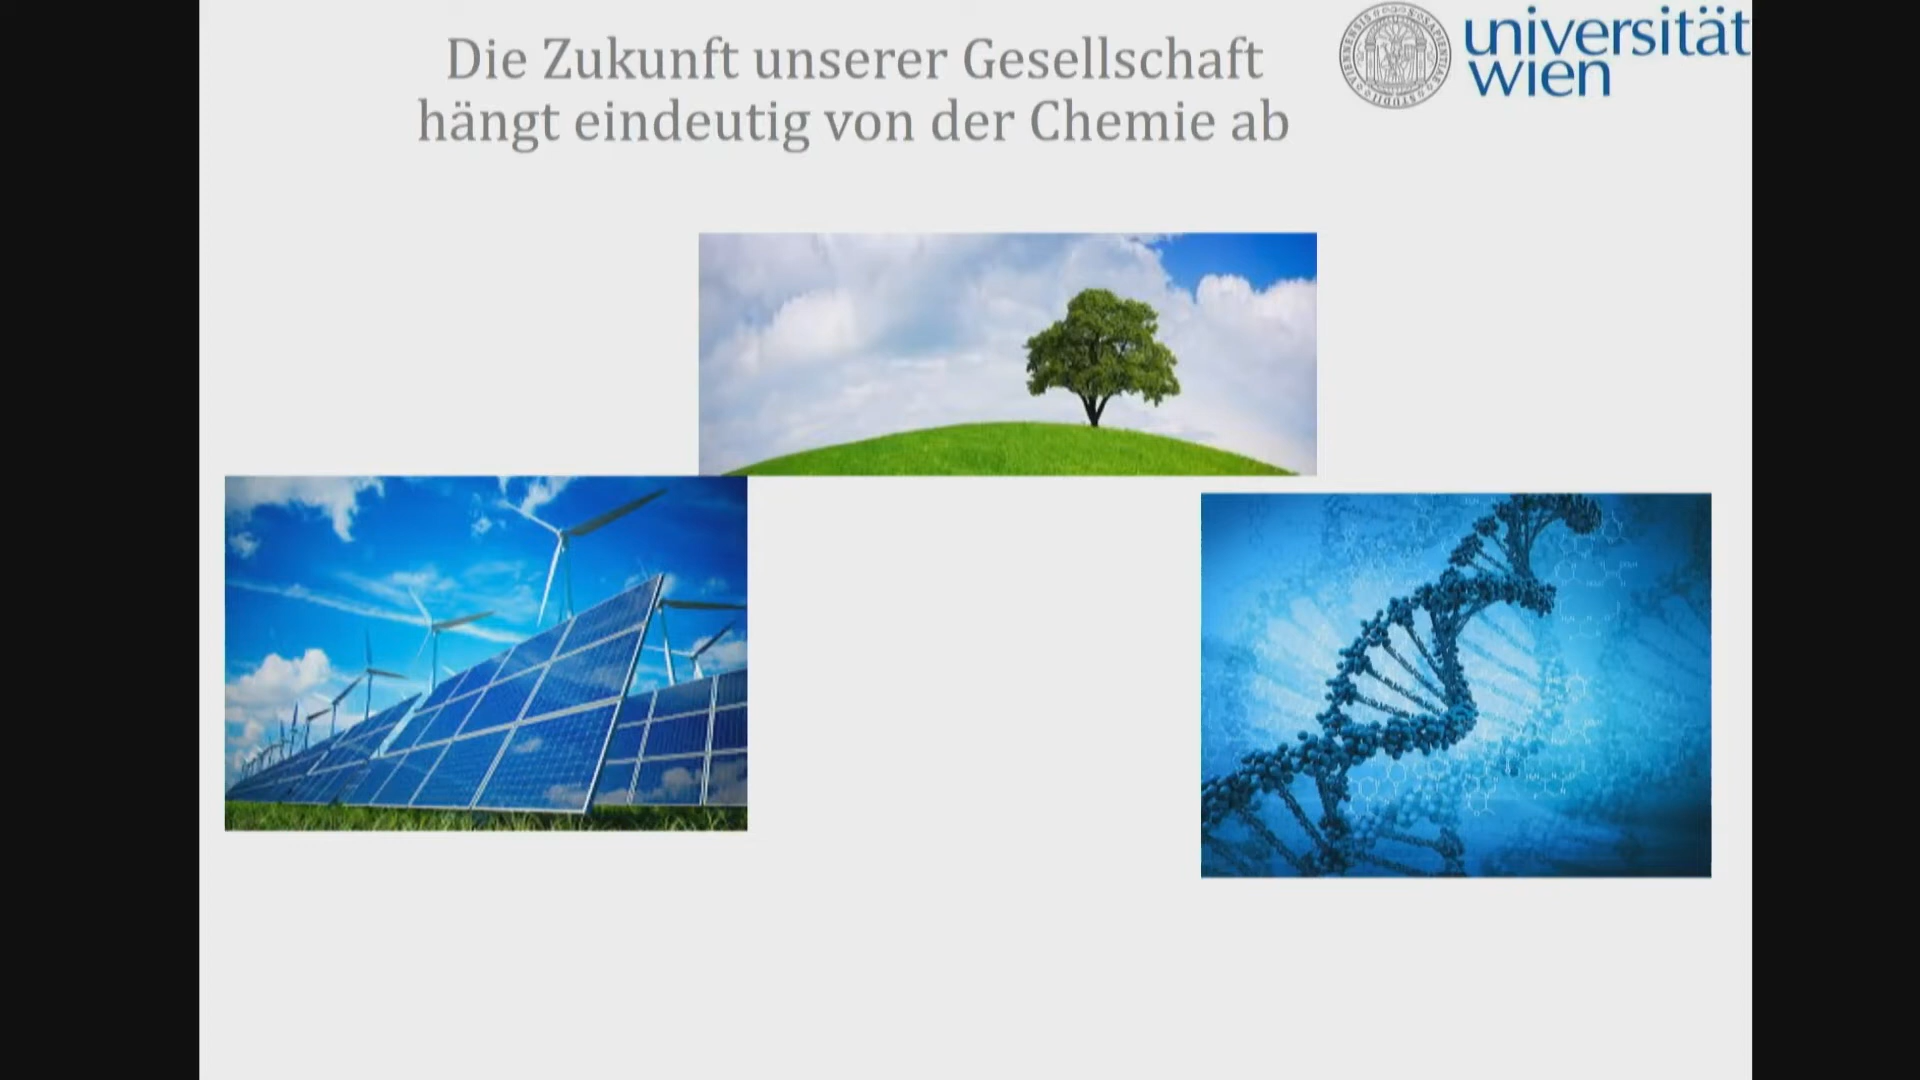 Die Zukunft unserer Gesellschaft
hängt eindeutig von der Chemie ab
universität
wien